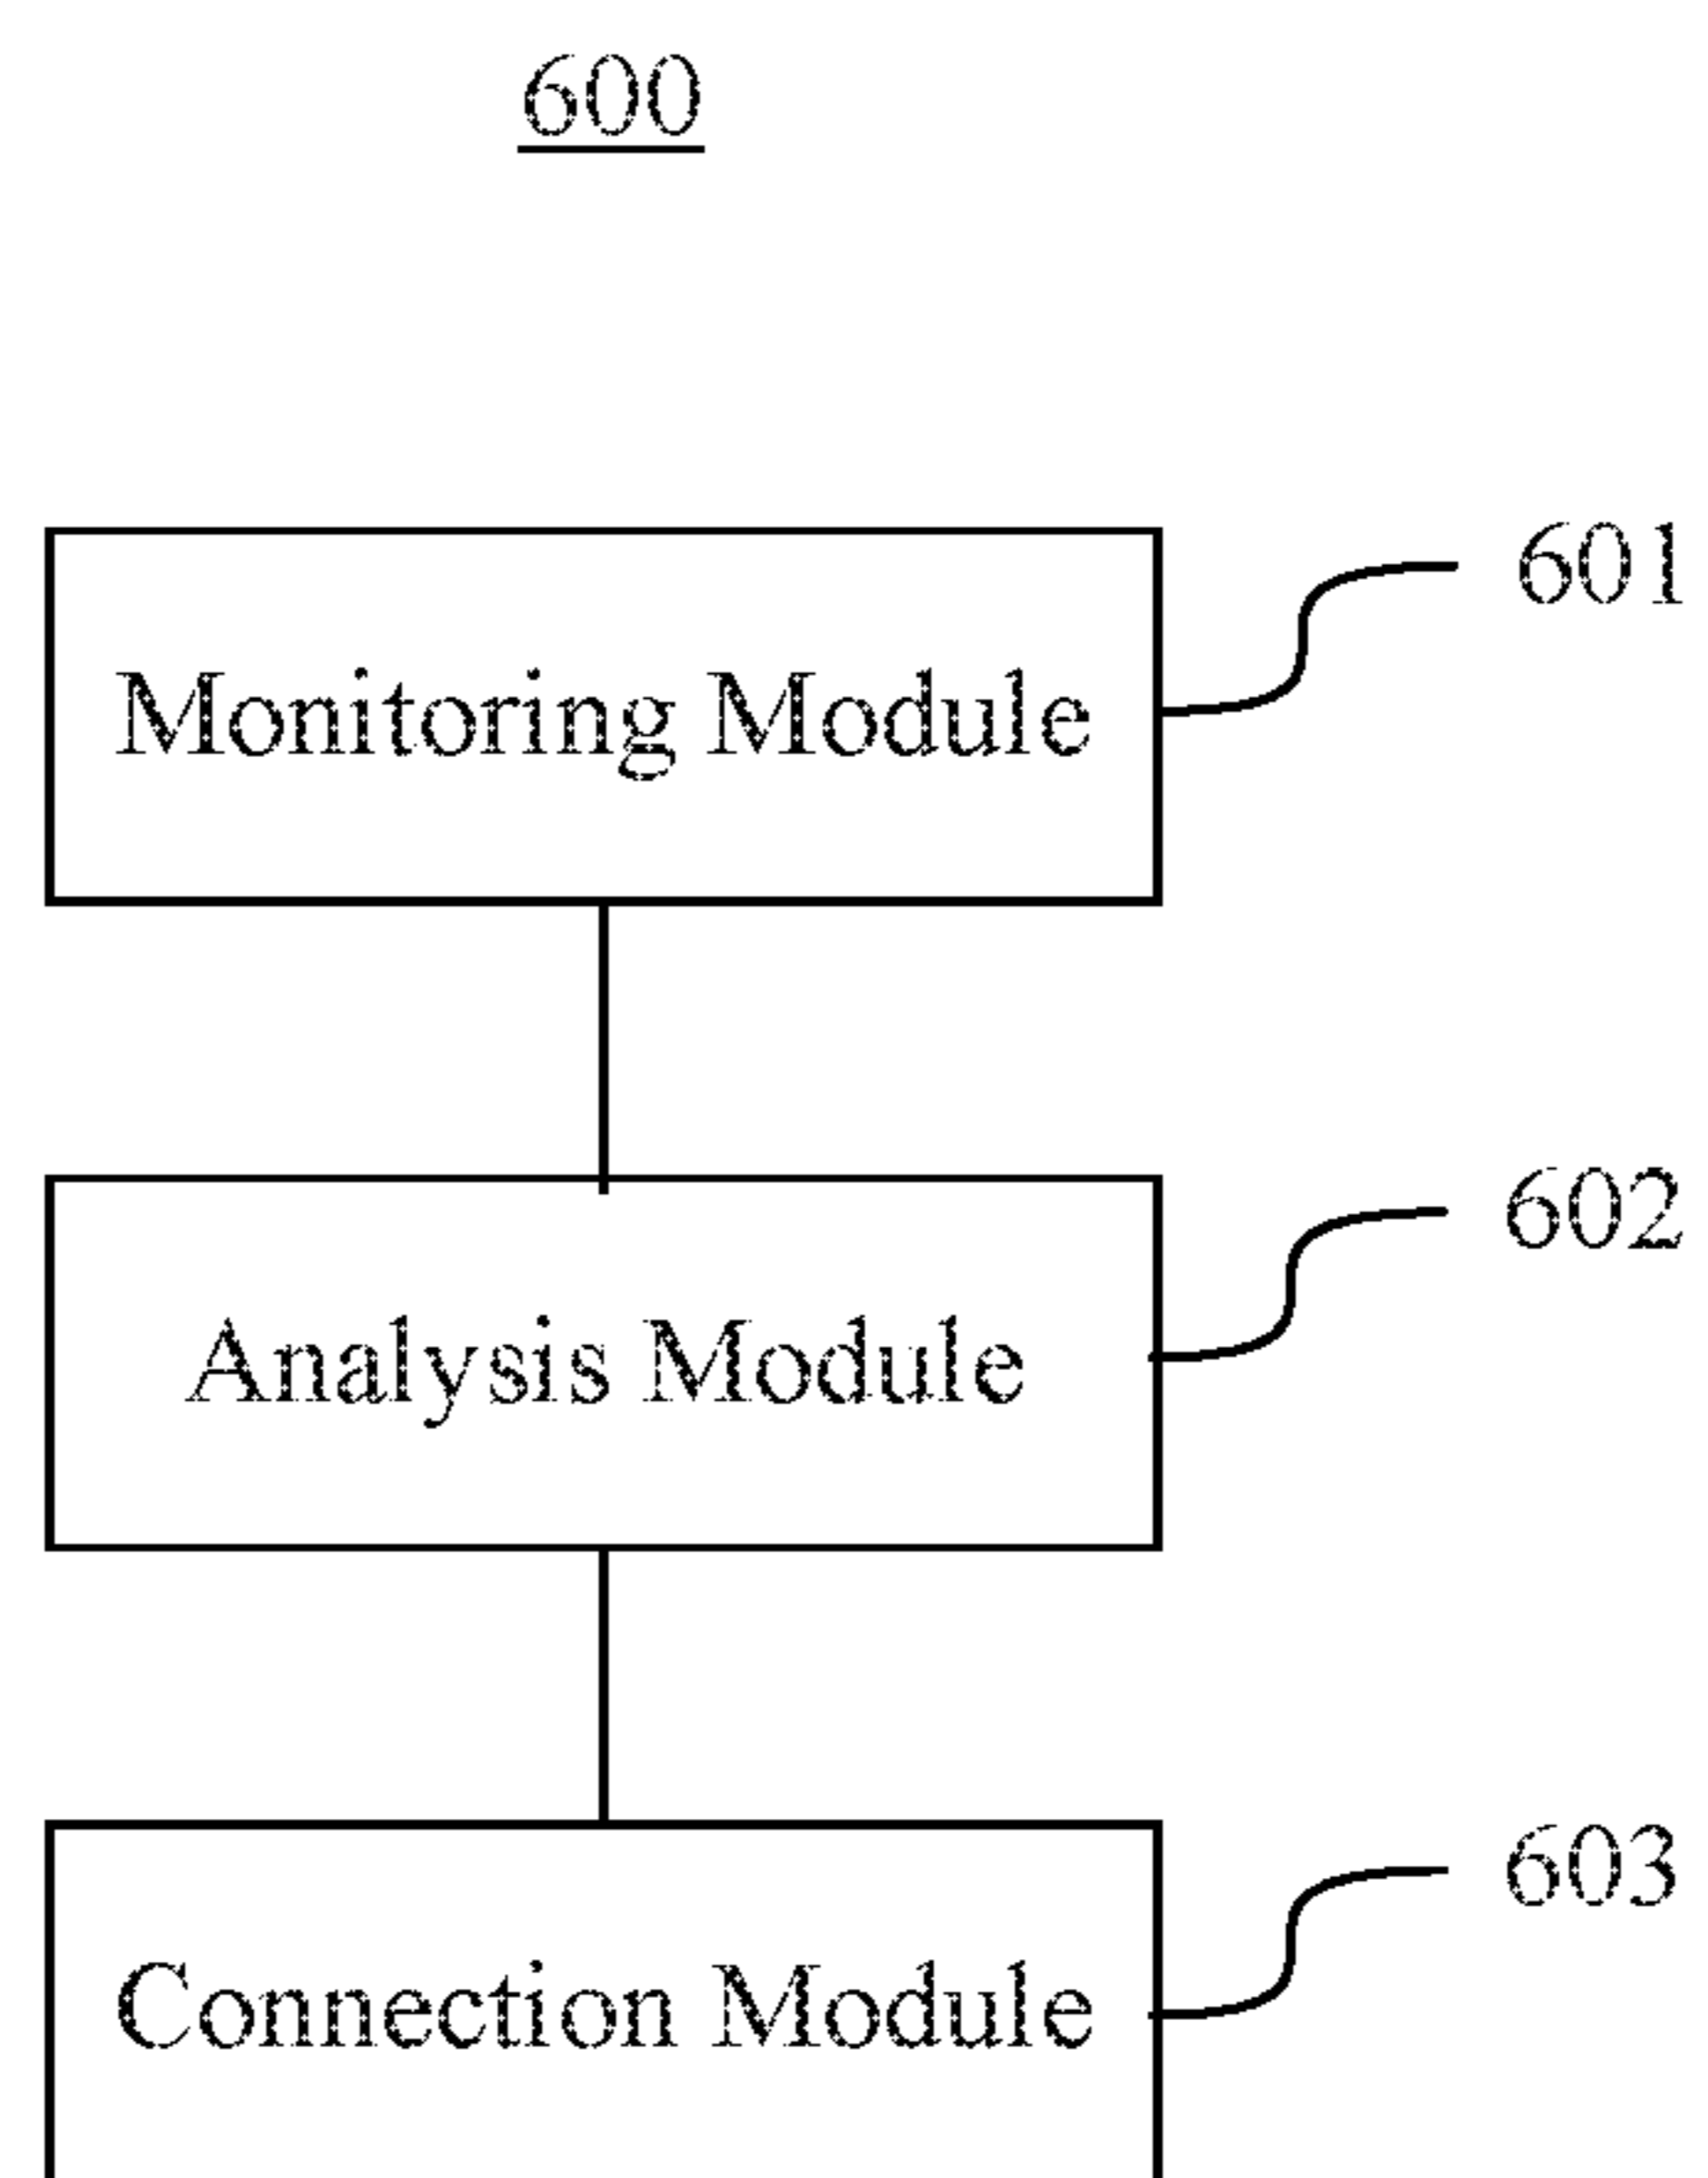 600
Monitoring Module
601
Analysis Module
602
Connection Module
603